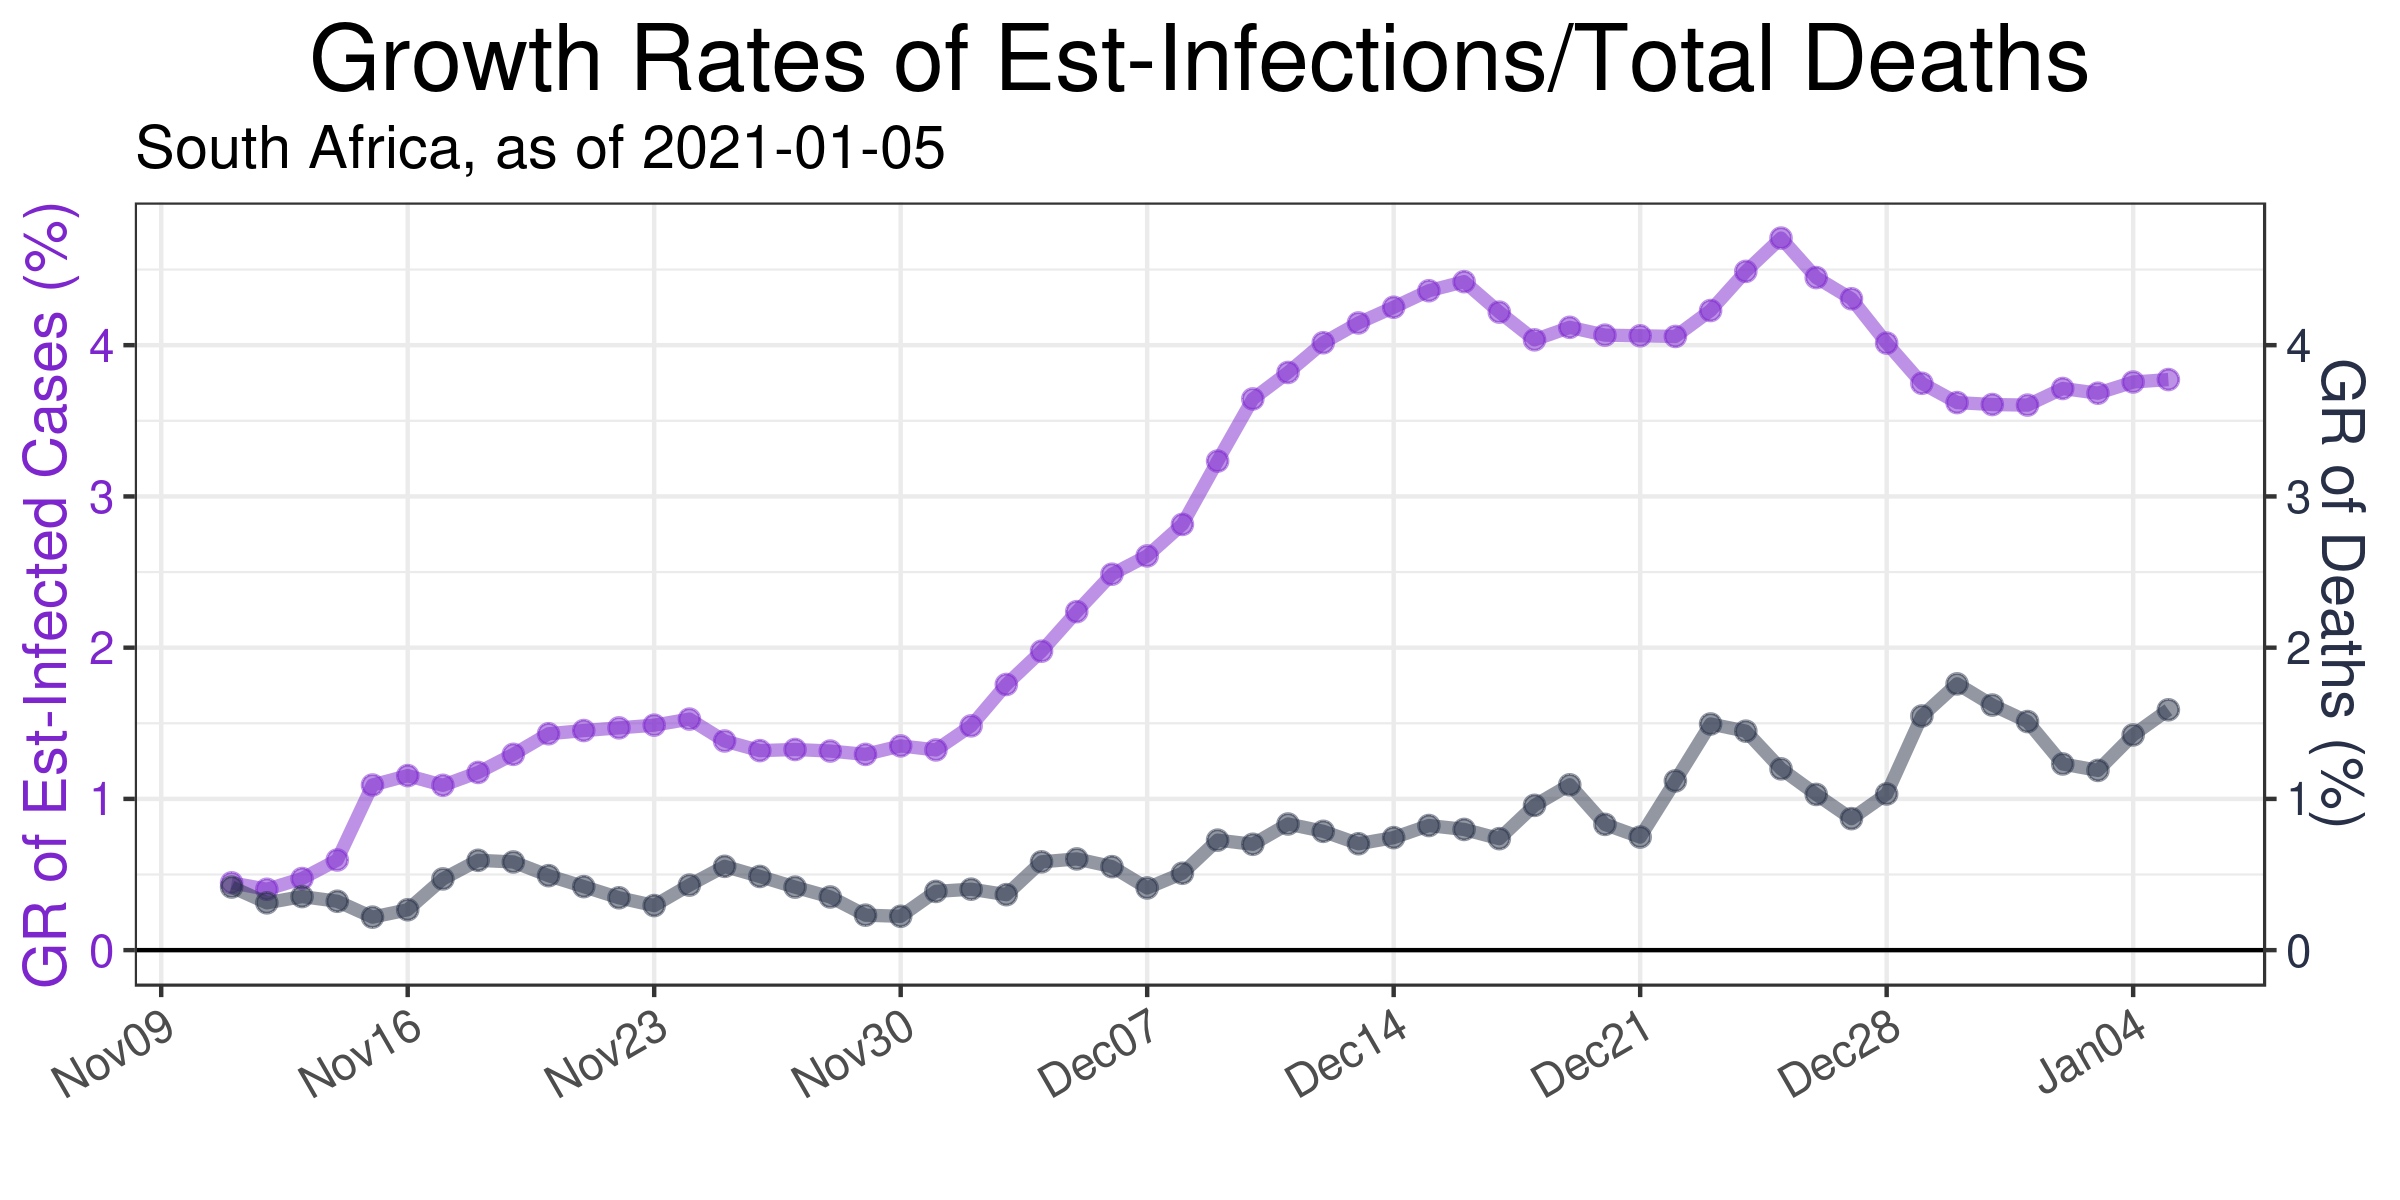 Growth Rates of Est-Infections/Total Deaths
South Africa, as of 2021-01-05
GR of Est-Infected Cases (%)
4
3
2
1
0
4
3
2
1
0
GR of Deaths (%)
Nov09
Nov16
Nov23
Nov30
Dec07
Dec14
Dec21
Dec28
Jan04